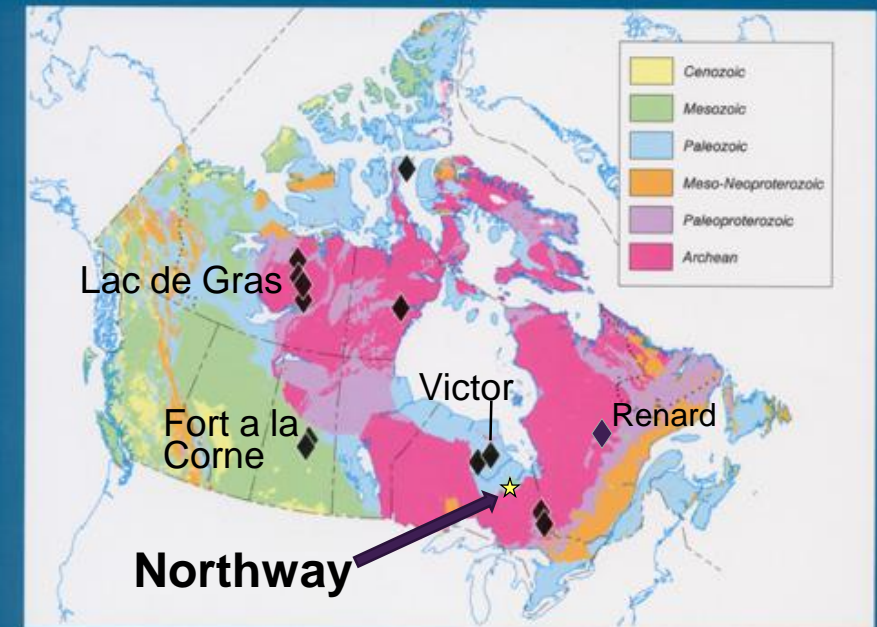 Cenozoic
Mesozoic
Paleozoic
Meso-Neoproterozoic
Paleoproterozoic
Archean
Lac de Gras
Victor
Renard
Fort a la
Corne
Northway